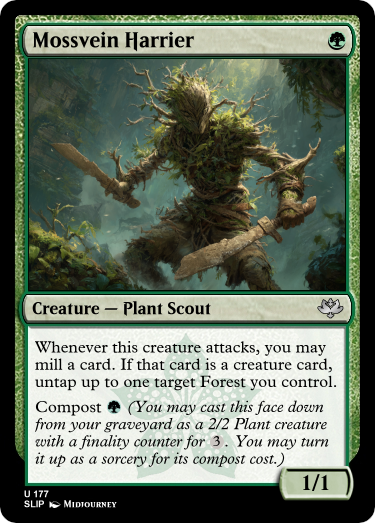 Mossvein Harrier
Creature — Plant Scout
Whenever this creature attacks, you may
mill a card. If that card is a creature card,
untap up to one target Forest you control.
Compost (You may cast this face down
from your graveyard as a 2/2 Plant creature
with a finality counter for 3. You may turn
it up as a sorcery for its compost cost.)
1/1
U 177
SLIP Midjourney